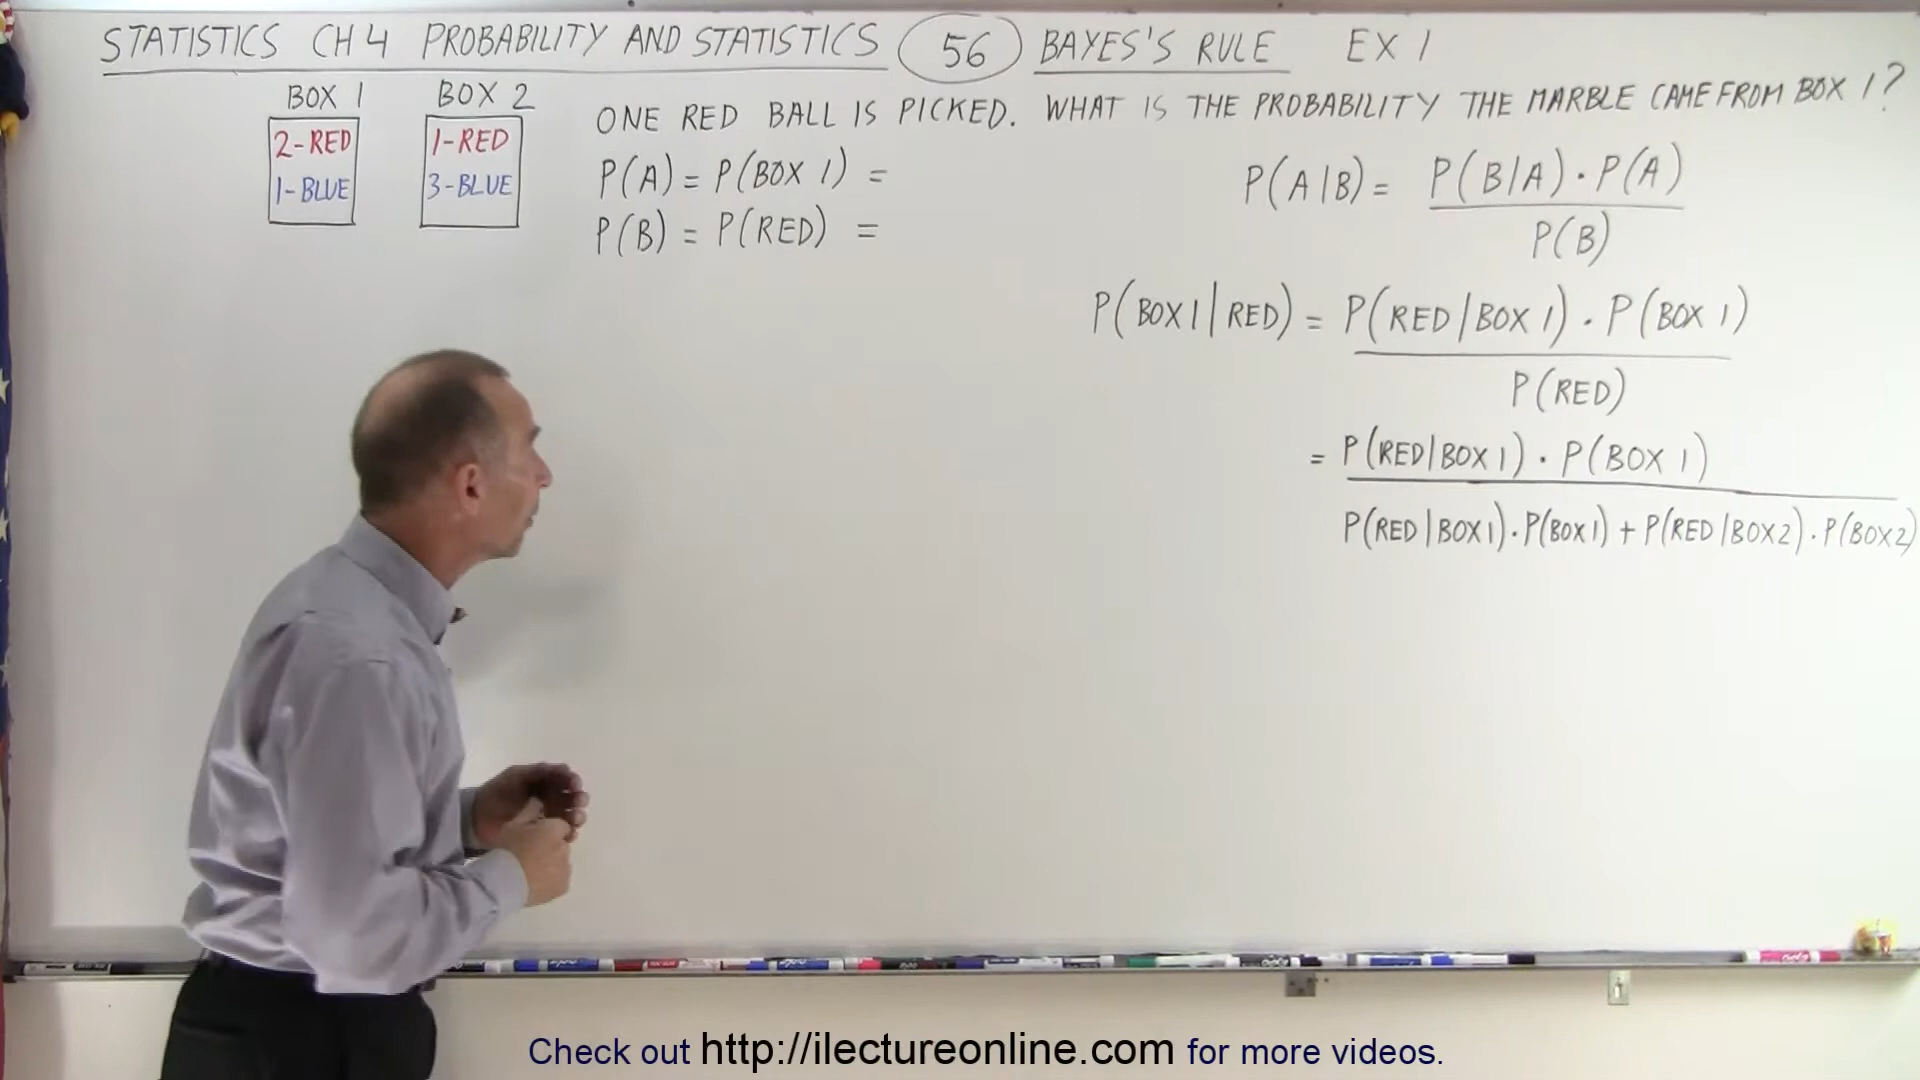 STATISTICS CH 4 PROBABILITY AND STATISTICS 56 BAYES'S RULE EX 1
BOX 1 BOX 2
2-RED 1-RED
1-BLUE 3-BLUE
ONE RED BALL IS PICKED. WHAT IS THE PROBABILITY THE MARBLE CAME FROM BOX 1?
P(A) = P(BOX 1) =
P(B) = P(RED) =
P(A|B) = P(B|A) · P(A)
P(B)
P(BOX 1|RED) = P(RED|BOX 1) · P(BOX 1)
P(RED)
= P(RED|BOX 1) · P(BOX 1)
P(RED|BOX 1) · P(BOX 1) + P(RED|BOX 2) · P(BOX 2)
Check out http://ilectureonline.com for more videos.